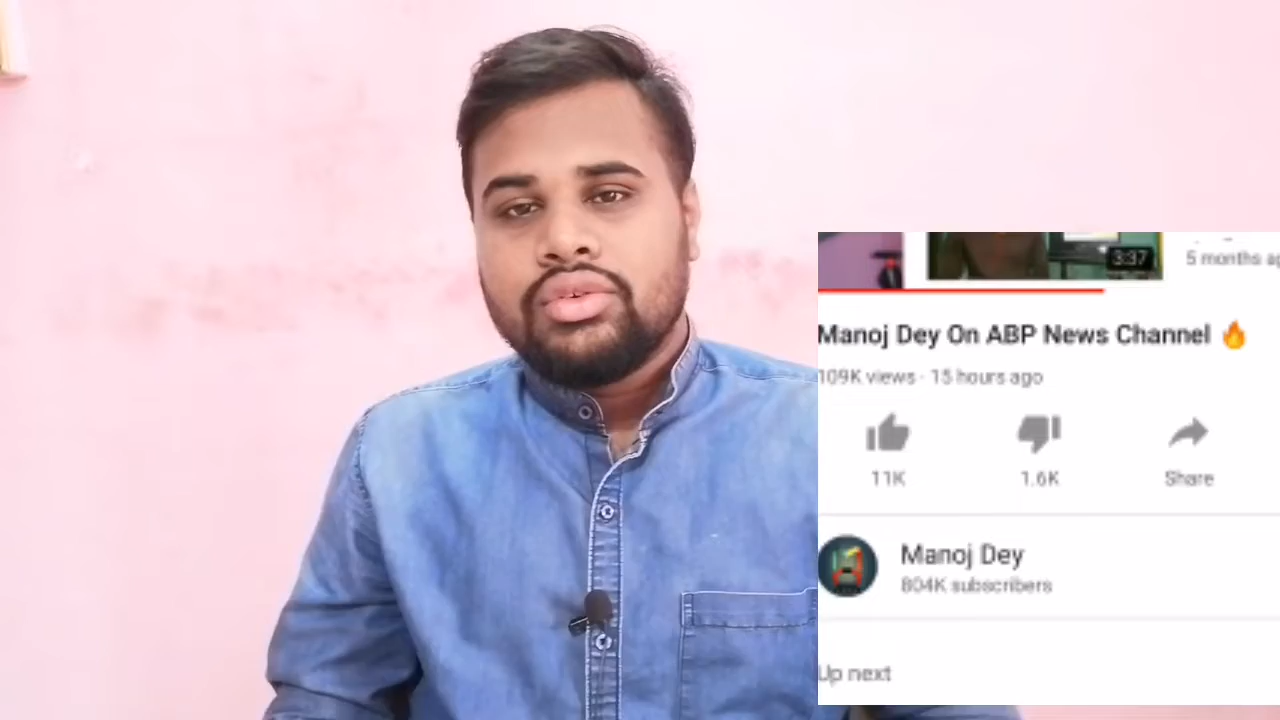 3:37
5 months ag
Manoj Dey On ABP News Channel 🔥
109K views · 15 hours ago
11K
1.6K
Share
Manoj Dey
804K subscribers
Up next